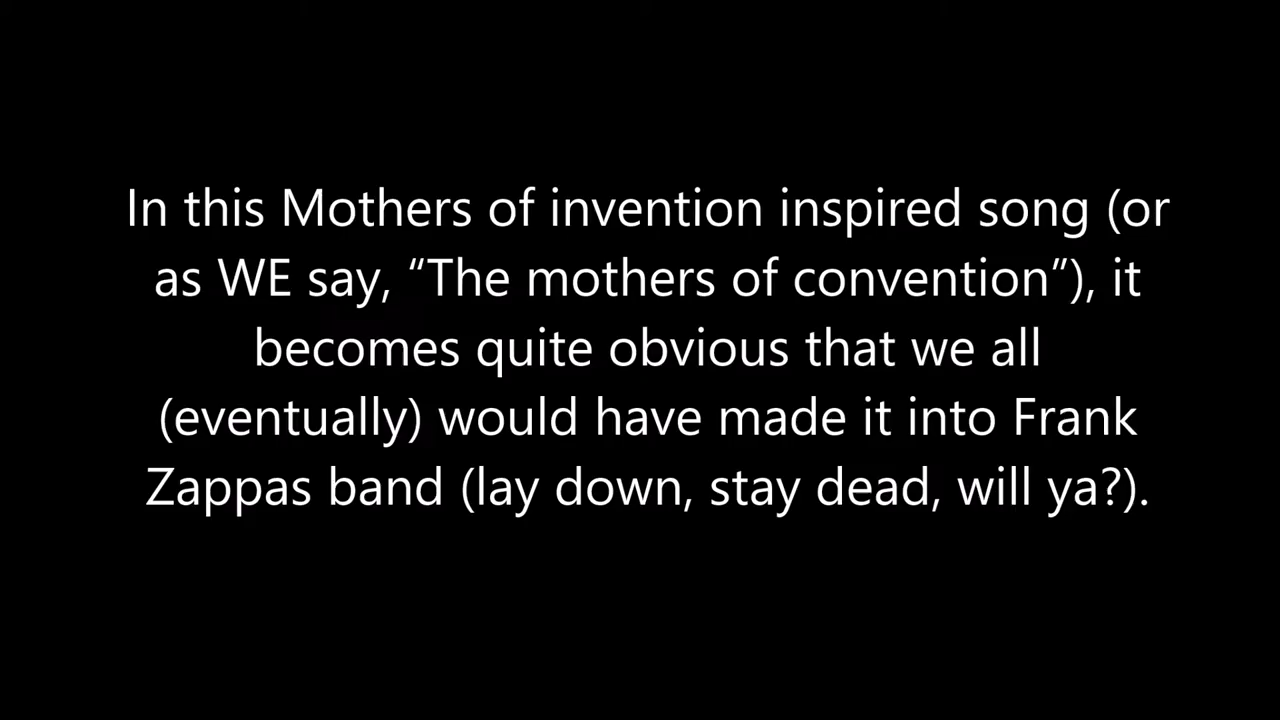 In this Mothers of invention inspired song (or
as WE say, “The mothers of convention”), it
becomes quite obvious that we all
(eventually) would have made it into Frank
Zappas band (lay down, stay dead, will ya?).